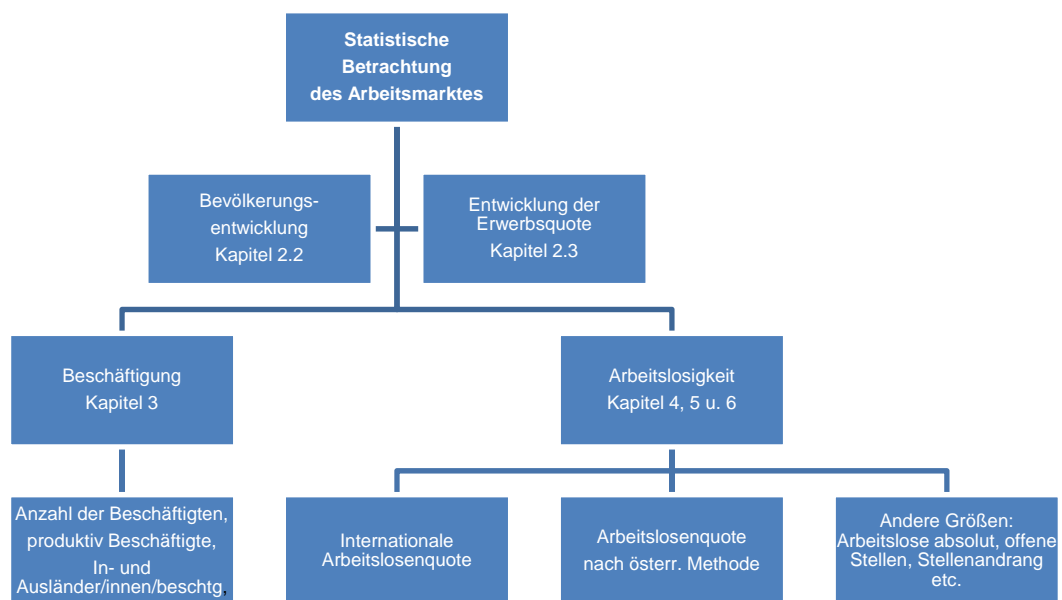 Statistische
Betrachtung
des Arbeitsmarktes
Bevölkerungs-
entwicklung
Kapitel 2.2
Entwicklung der
Erwerbsquote
Kapitel 2.3
Beschäftigung
Kapitel 3
Arbeitslosigkeit
Kapitel 4, 5 u. 6
Anzahl der Beschäftigten,
produktiv Beschäftigte,
In- und
Ausländer/innen/beschtg,
Internationale
Arbeitslosenquote
Arbeitslosenquote
nach österr. Methode
Andere Größen:
Arbeitslose absolut, offene
Stellen, Stellenandrang
etc.